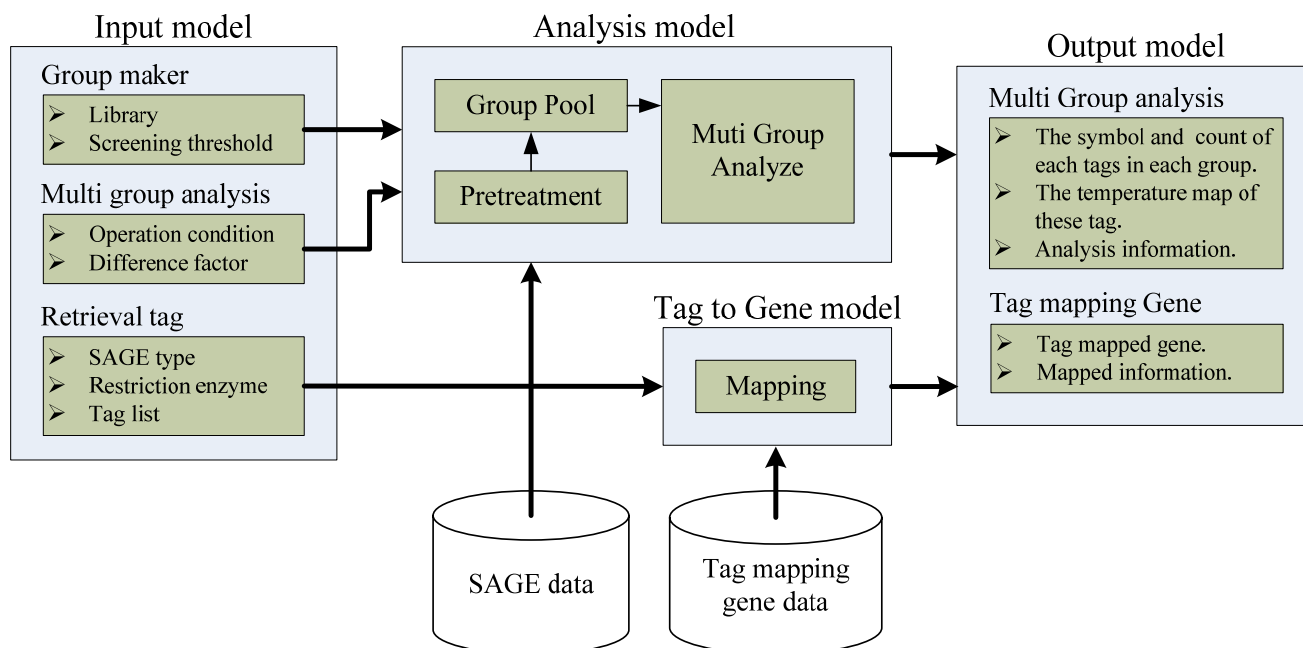 Input model
Group maker
➢ Library
➢ Screening threshold
Multi group analysis
➢ Operation condition
➢ Difference factor
Retrieval tag
➢ SAGE type
➢ Restriction enzyme
➢ Tag list
Analysis model
Group Pool
Pretreatment
Muti Group
Analyze
Tag to Gene model
Mapping
SAGE data
Tag mapping
gene data
Output model
Multi Group analysis
➢ The symbol and count of
each tags in each group.
➢ The temperature map of
these tag.
➢ Analysis information.
Tag mapping Gene
➢ Tag mapped gene.
➢ Mapped information.